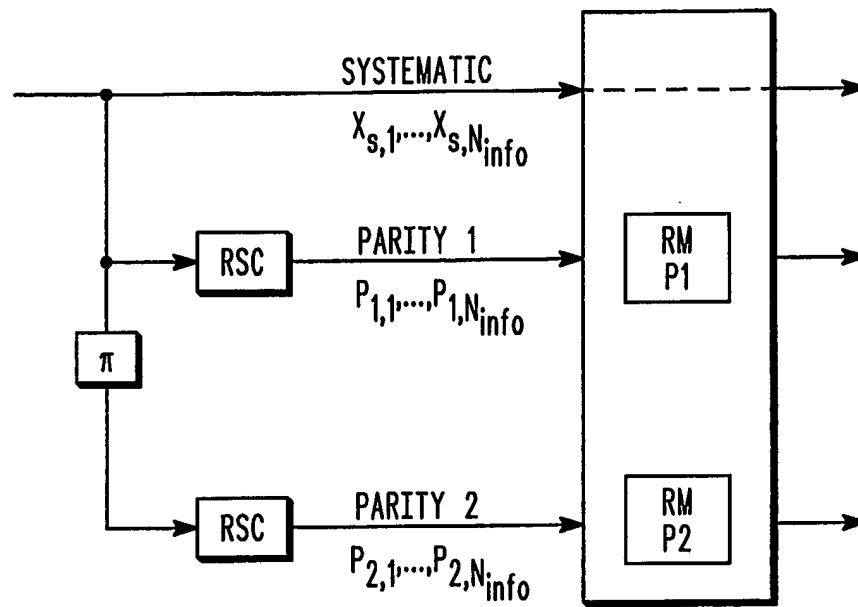 SYSTEMATIC
X_{s,1},...,X_{s,N_{info}}
RSC
PARITY 1
P_{1,1},...,P_{1,N_{info}}
RM
P1
π
RSC
PARITY 2
P_{2,1},...,P_{2,N_{info}}
RM
P2